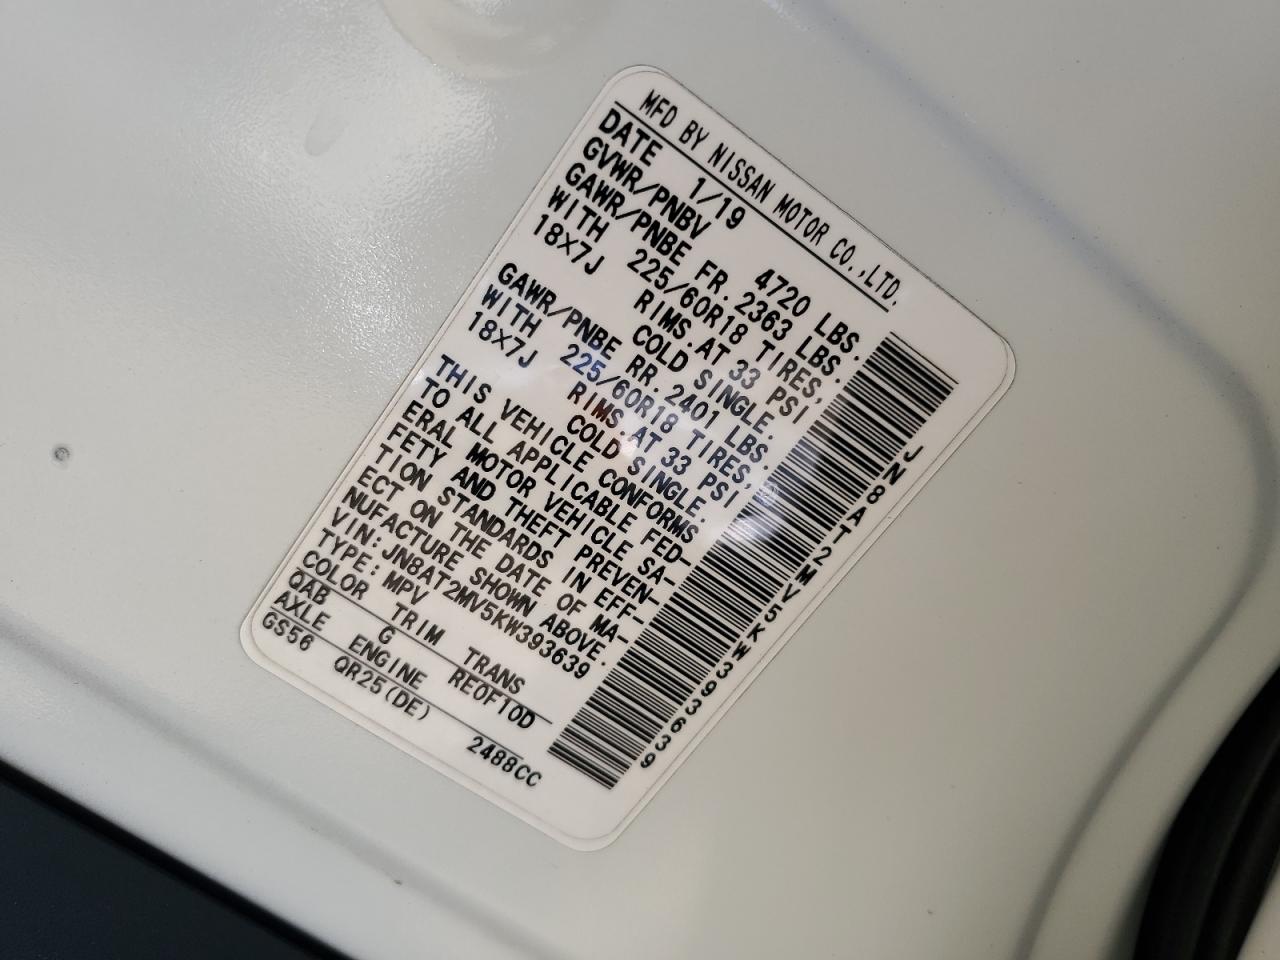 MFD BY NISSAN MOTOR CO.,LTD.
DATE 1/19
GVWR/PNBV 4720 LBS.
GAWR/PNBE FR. 2363 LBS.
WITH 225/60R18 TIRES,
18X7J RIMS.AT 33 PSI
COLD SINGLE.
GAWR/PNBE RR. 2401 LBS.
WITH 225/60R18 TIRES,
18X7J RIMS.AT 33 PSI
COLD SINGLE.
THIS VEHICLE CONFORMS
TO ALL APPLICABLE FED-
ERAL MOTOR VEHICLE SA-
FETY AND THEFT PREVEN-
TION STANDARDS IN EFF-
ECT ON THE DATE OF MA-
NUFACTURE SHOWN ABOVE.
VIN:JN8AT2MV5KW393639
TYPE:MPV
COLOR TRIM TRANS
QAB G RE0F10D
AXLE ENGINE
GS56 QR25(DE) 2488CC
JN8AT2MV5KW393639